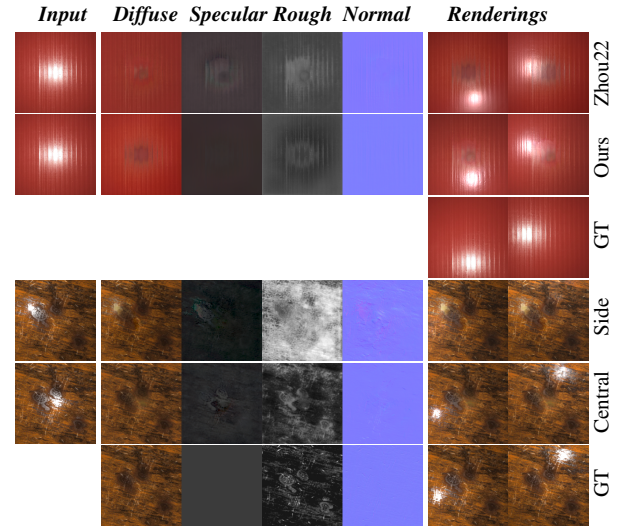 Input Diffuse Specular Rough Normal Renderings
Zhou22
Ours
GT
Side
Central
GT